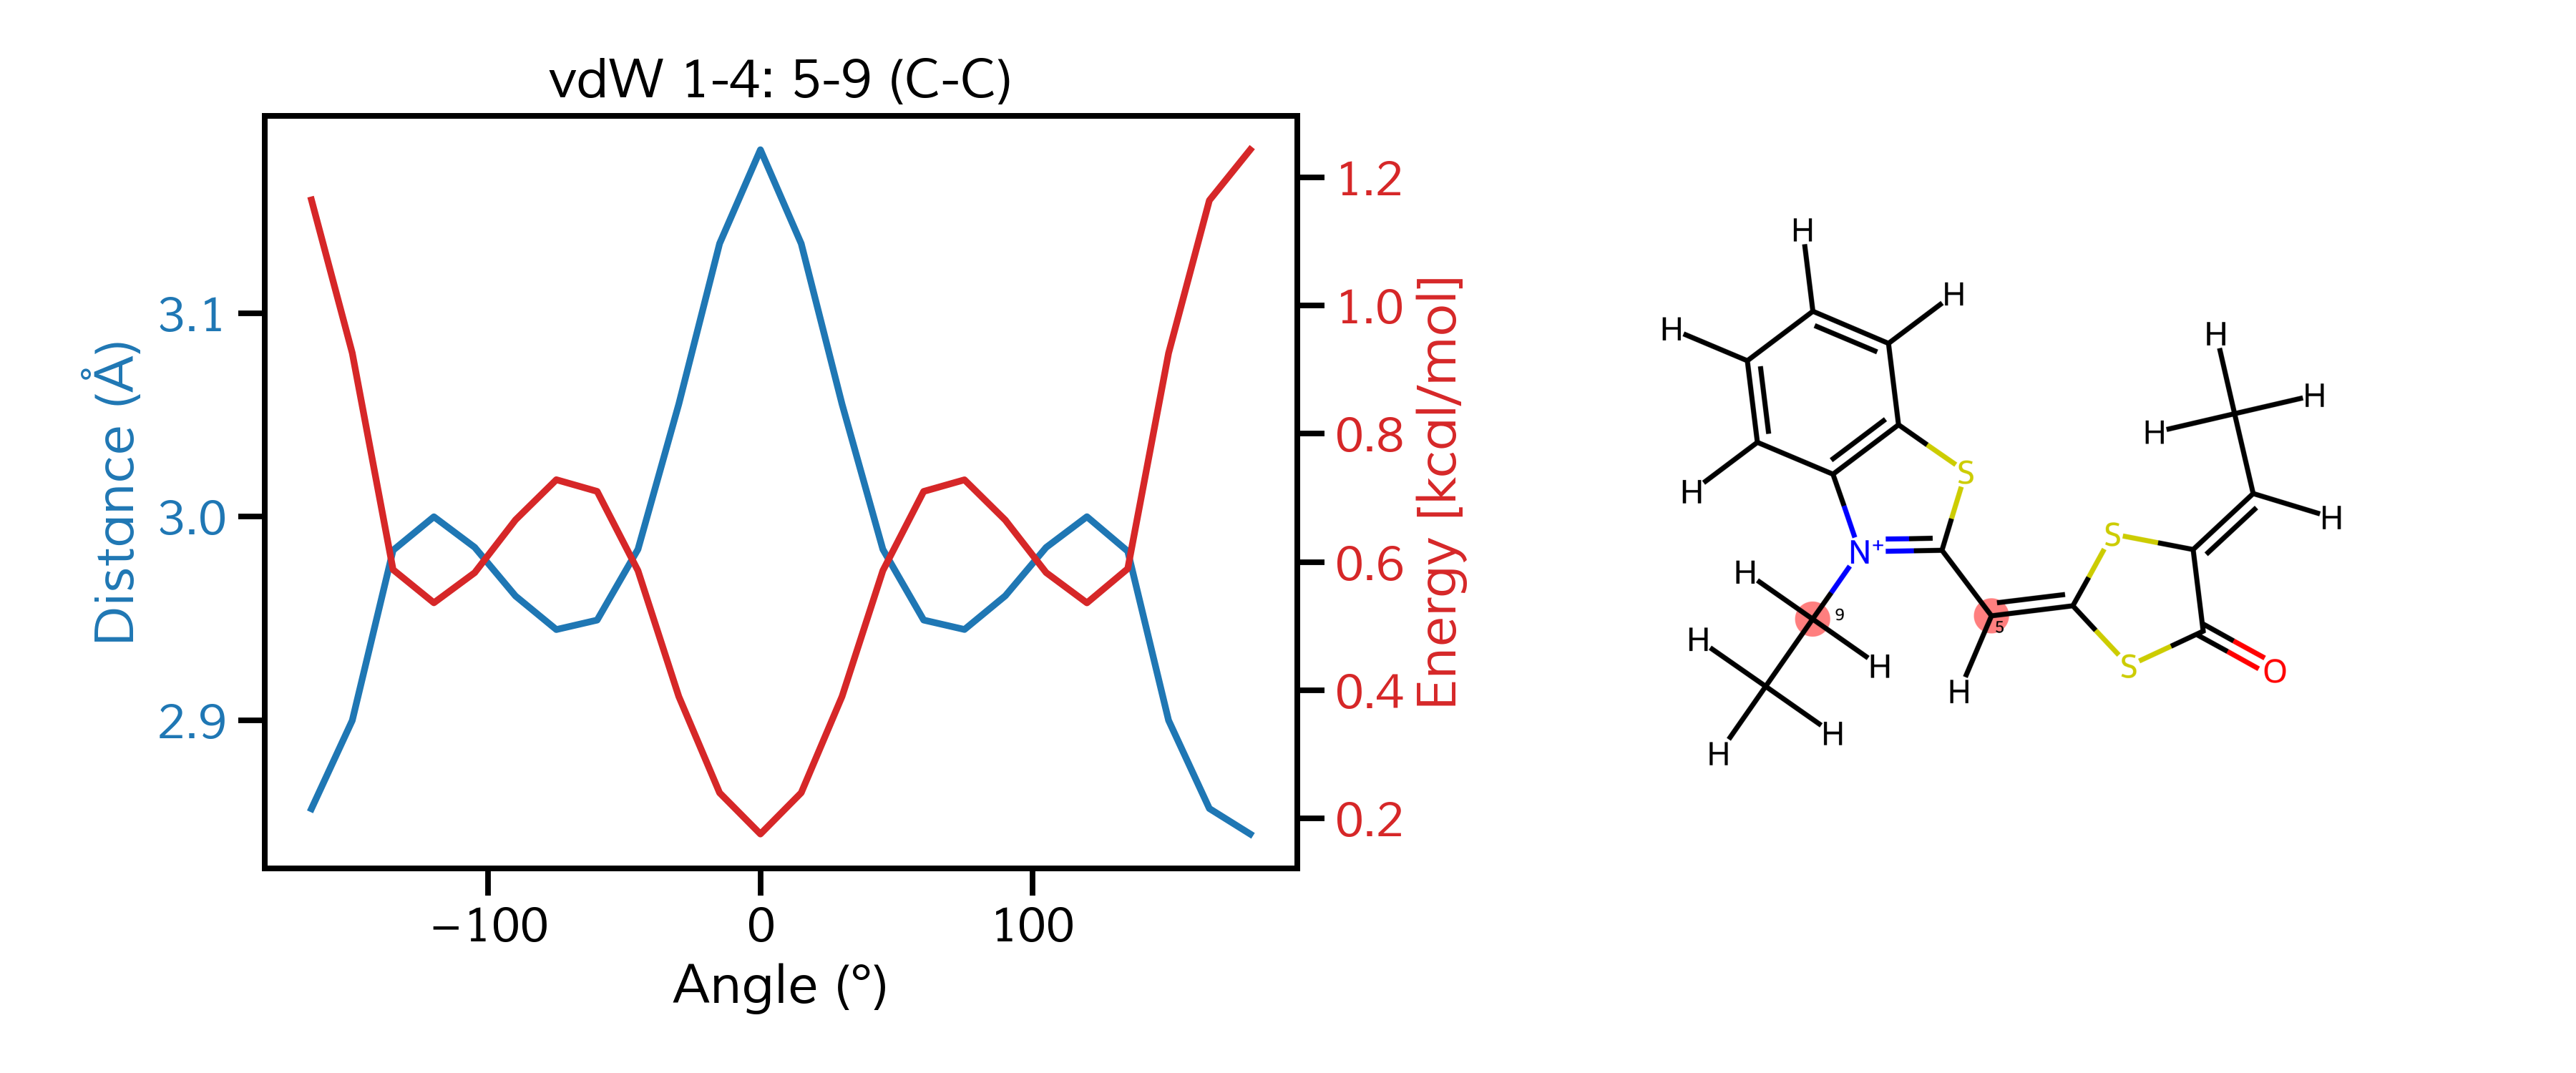 vdW 1-4: 5-9 (C-C)
Distance (Å)
3.1
3.0
2.9
−100
0
100
Angle (°)
1.2
1.0
0.8
0.6
0.4
0.2
Energy [kcal/mol]
H
H
H
H
S
N+
H
9
H
H
H
H
5
H
S
S
O
H
H
H
H